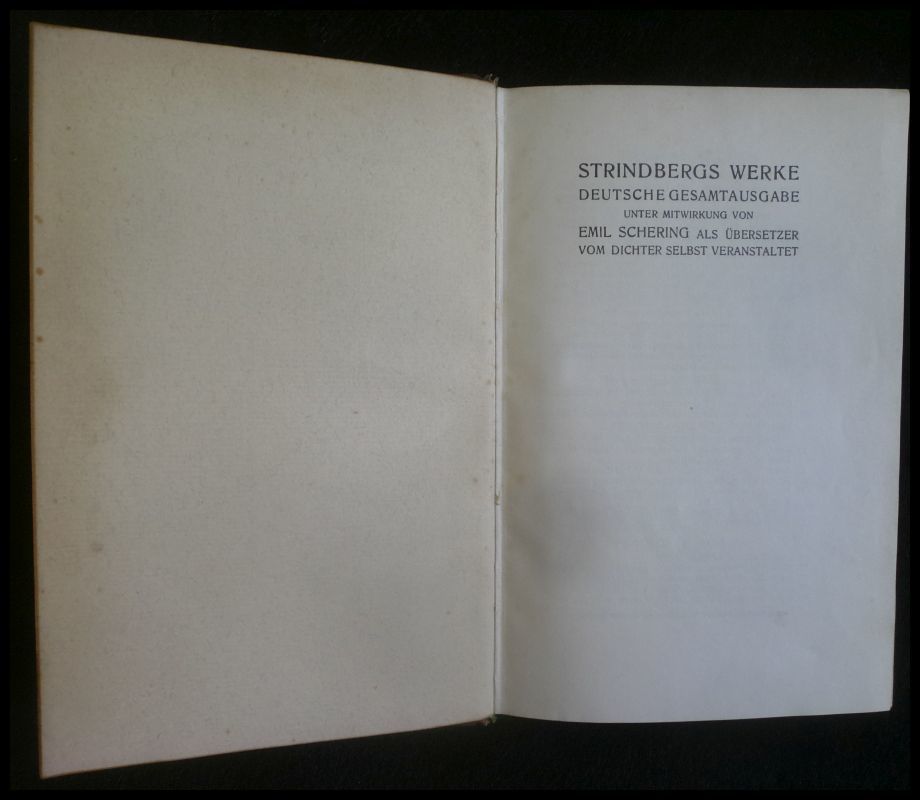 STRINDBERGS WERKE
DEUTSCHE GESAMTAUSGABE
UNTER MITWIRKUNG VON
EMIL SCHERING ALS ÜBERSETZER
VOM DICHTER SELBST VERANSTALTET